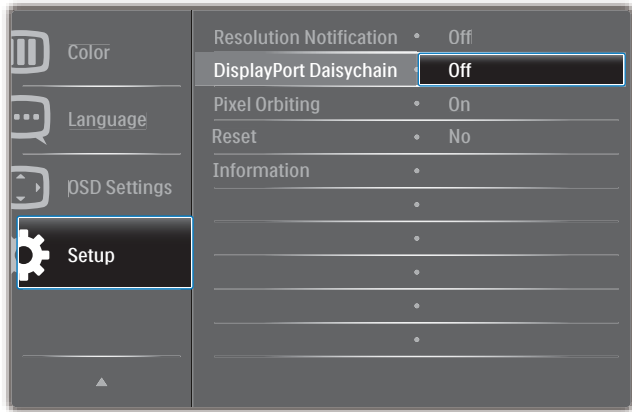 Color
Language
OSD Settings
Setup
Resolution Notification • Off
DisplayPort Daisychain • Off
Pixel Orbiting • On
Reset • No
Information •
•
•
•
•
•